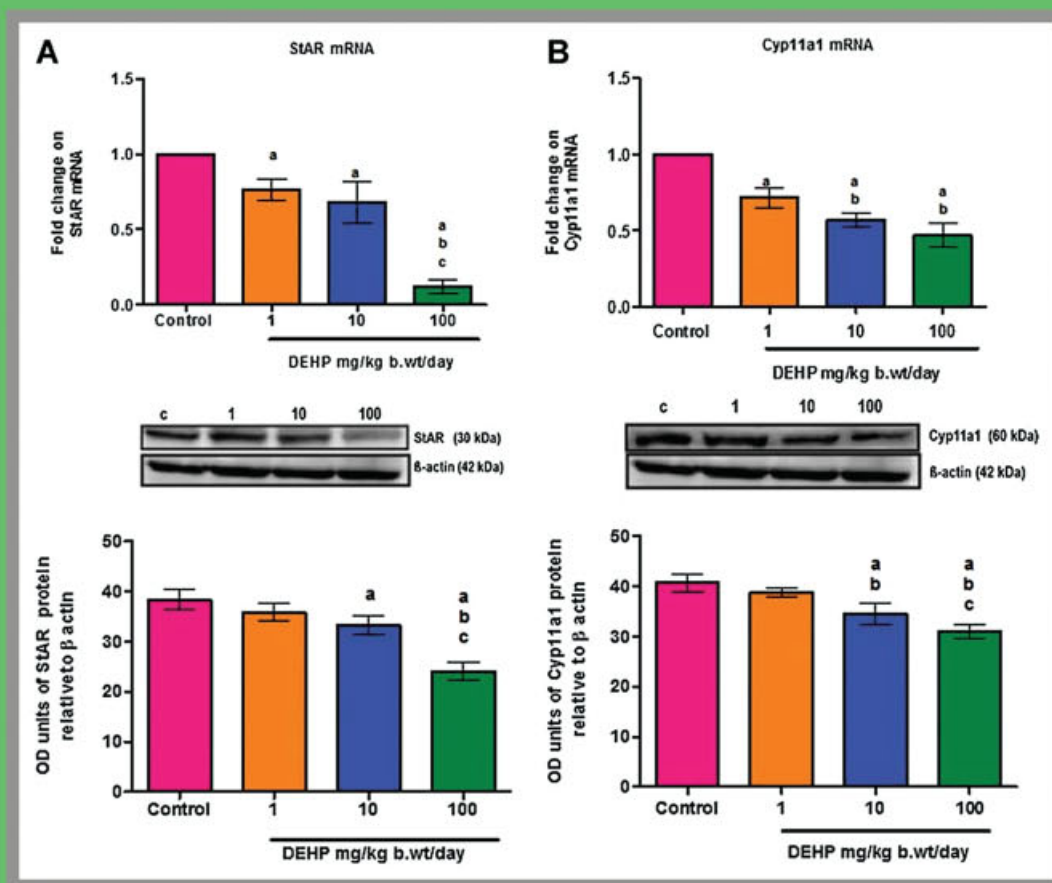 A
StAR mRNA
Fold change on
StAR mRNA
1.5
1.0
0.5
0.0
a
a
a
b
c
Control 1 10 100
DEHP mg/kg b.wt/day
c 1 10 100
StAR (30 kDa)
ß-actin (42 kDa)
OD units of StAR protein
relative to β actin
50
40
30
20
10
0
a
a
b
c
Control 1 10 100
DEHP mg/kg b.wt/day
B
Cyp11a1 mRNA
Fold change on
Cyp11a1 mRNA
1.5
1.0
0.5
0.0
a
a
b
a
b
Control 1 10 100
DEHP mg/kg b.wt/day
c 1 10 100
Cyp11a1 (60 kDa)
ß-actin (42 kDa)
OD units of Cyp11a1 protein
relative to β actin
50
40
30
20
10
0
a
b
a
b
c
Control 1 10 100
DEHP mg/kg b.wt/day